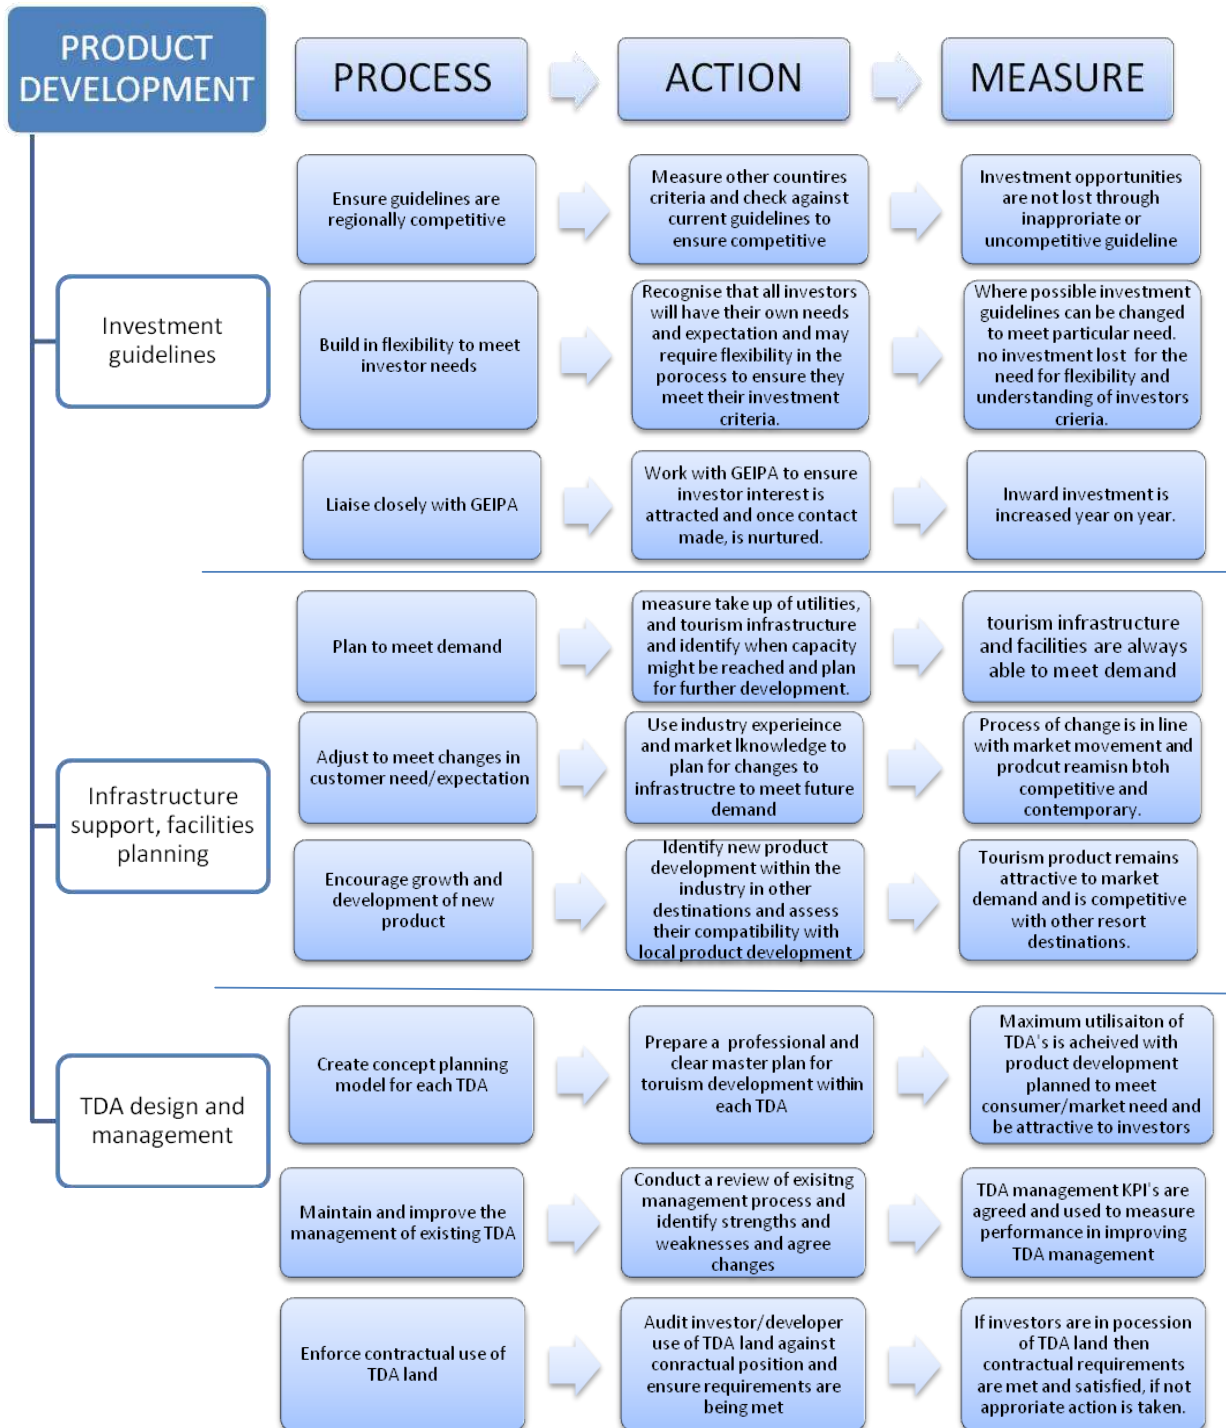 PRODUCT
DEVELOPMENT
PROCESS
ACTION
MEASURE
Investment
guidelines
Ensure guidelines are
regionally competitive
Measure other countires
criteria and check against
current guidelines to
ensure competitive
Investment opportunities
are not lost through
inapproriate or
uncompetitive guideline
Build in flexibility to meet
investor needs
Recognise that all investors
will have their own needs
and expectation and may
require flexibility in the
porocess to ensure they
meet their investment
criteria.
Where possible investment
guidelines can be changed
to meet particular need.
no investment lost for the
need for flexibility and
understanding of investors
crieria.
Liaise closely with GEIPA
Work with GEIPA to ensure
investor interest is
attracted and once contact
made, is nurtured.
Inward investment is
increased year on year.
Infrastructure
support, facilities
planning
Plan to meet demand
measure take up of utilities,
and tourism infrastructure
and identify when capacity
might be reached and plan
for further development.
tourism infrastructure
and facilities are always
able to meet demand
Adjust to meet changes in
customer need/expectation
Use industry experieince
and market lknowledge to
plan for changes to
infrastructre to meet future
demand
Process of change is in line
with market movement and
prodcut reamisn btoh
competitive and
contemporary.
Encourage growth and
development of new
product
Identify new product
development within the
industry in other
destinations and assess
their compatibility with
local product development
Tourism product remains
attractive to market
demand and is competitive
with other resort
destinations.
TDA design and
management
Create concept planning
model for each TDA
Prepare a professional and
clear master plan for
toruism development within
each TDA
Maximum utilisaiton of
TDA's is acheived with
product development
planned to meet
consumer/market need and
be attractive to investors
Maintain and improve the
management of existing TDA
Conduct a review of exisitng
management process and
identify strengths and
weaknesses and agree
changes
TDA management KPI's are
agreed and used to measure
performance in improving
TDA management
Enforce contractual use of
TDA land
Audit investor/developer
use of TDA land against
conractual position and
ensure requirements are
being met
If investors are in pocession
of TDA land then
contractual requirements
are met and satisfied, if not
approriate action is taken.